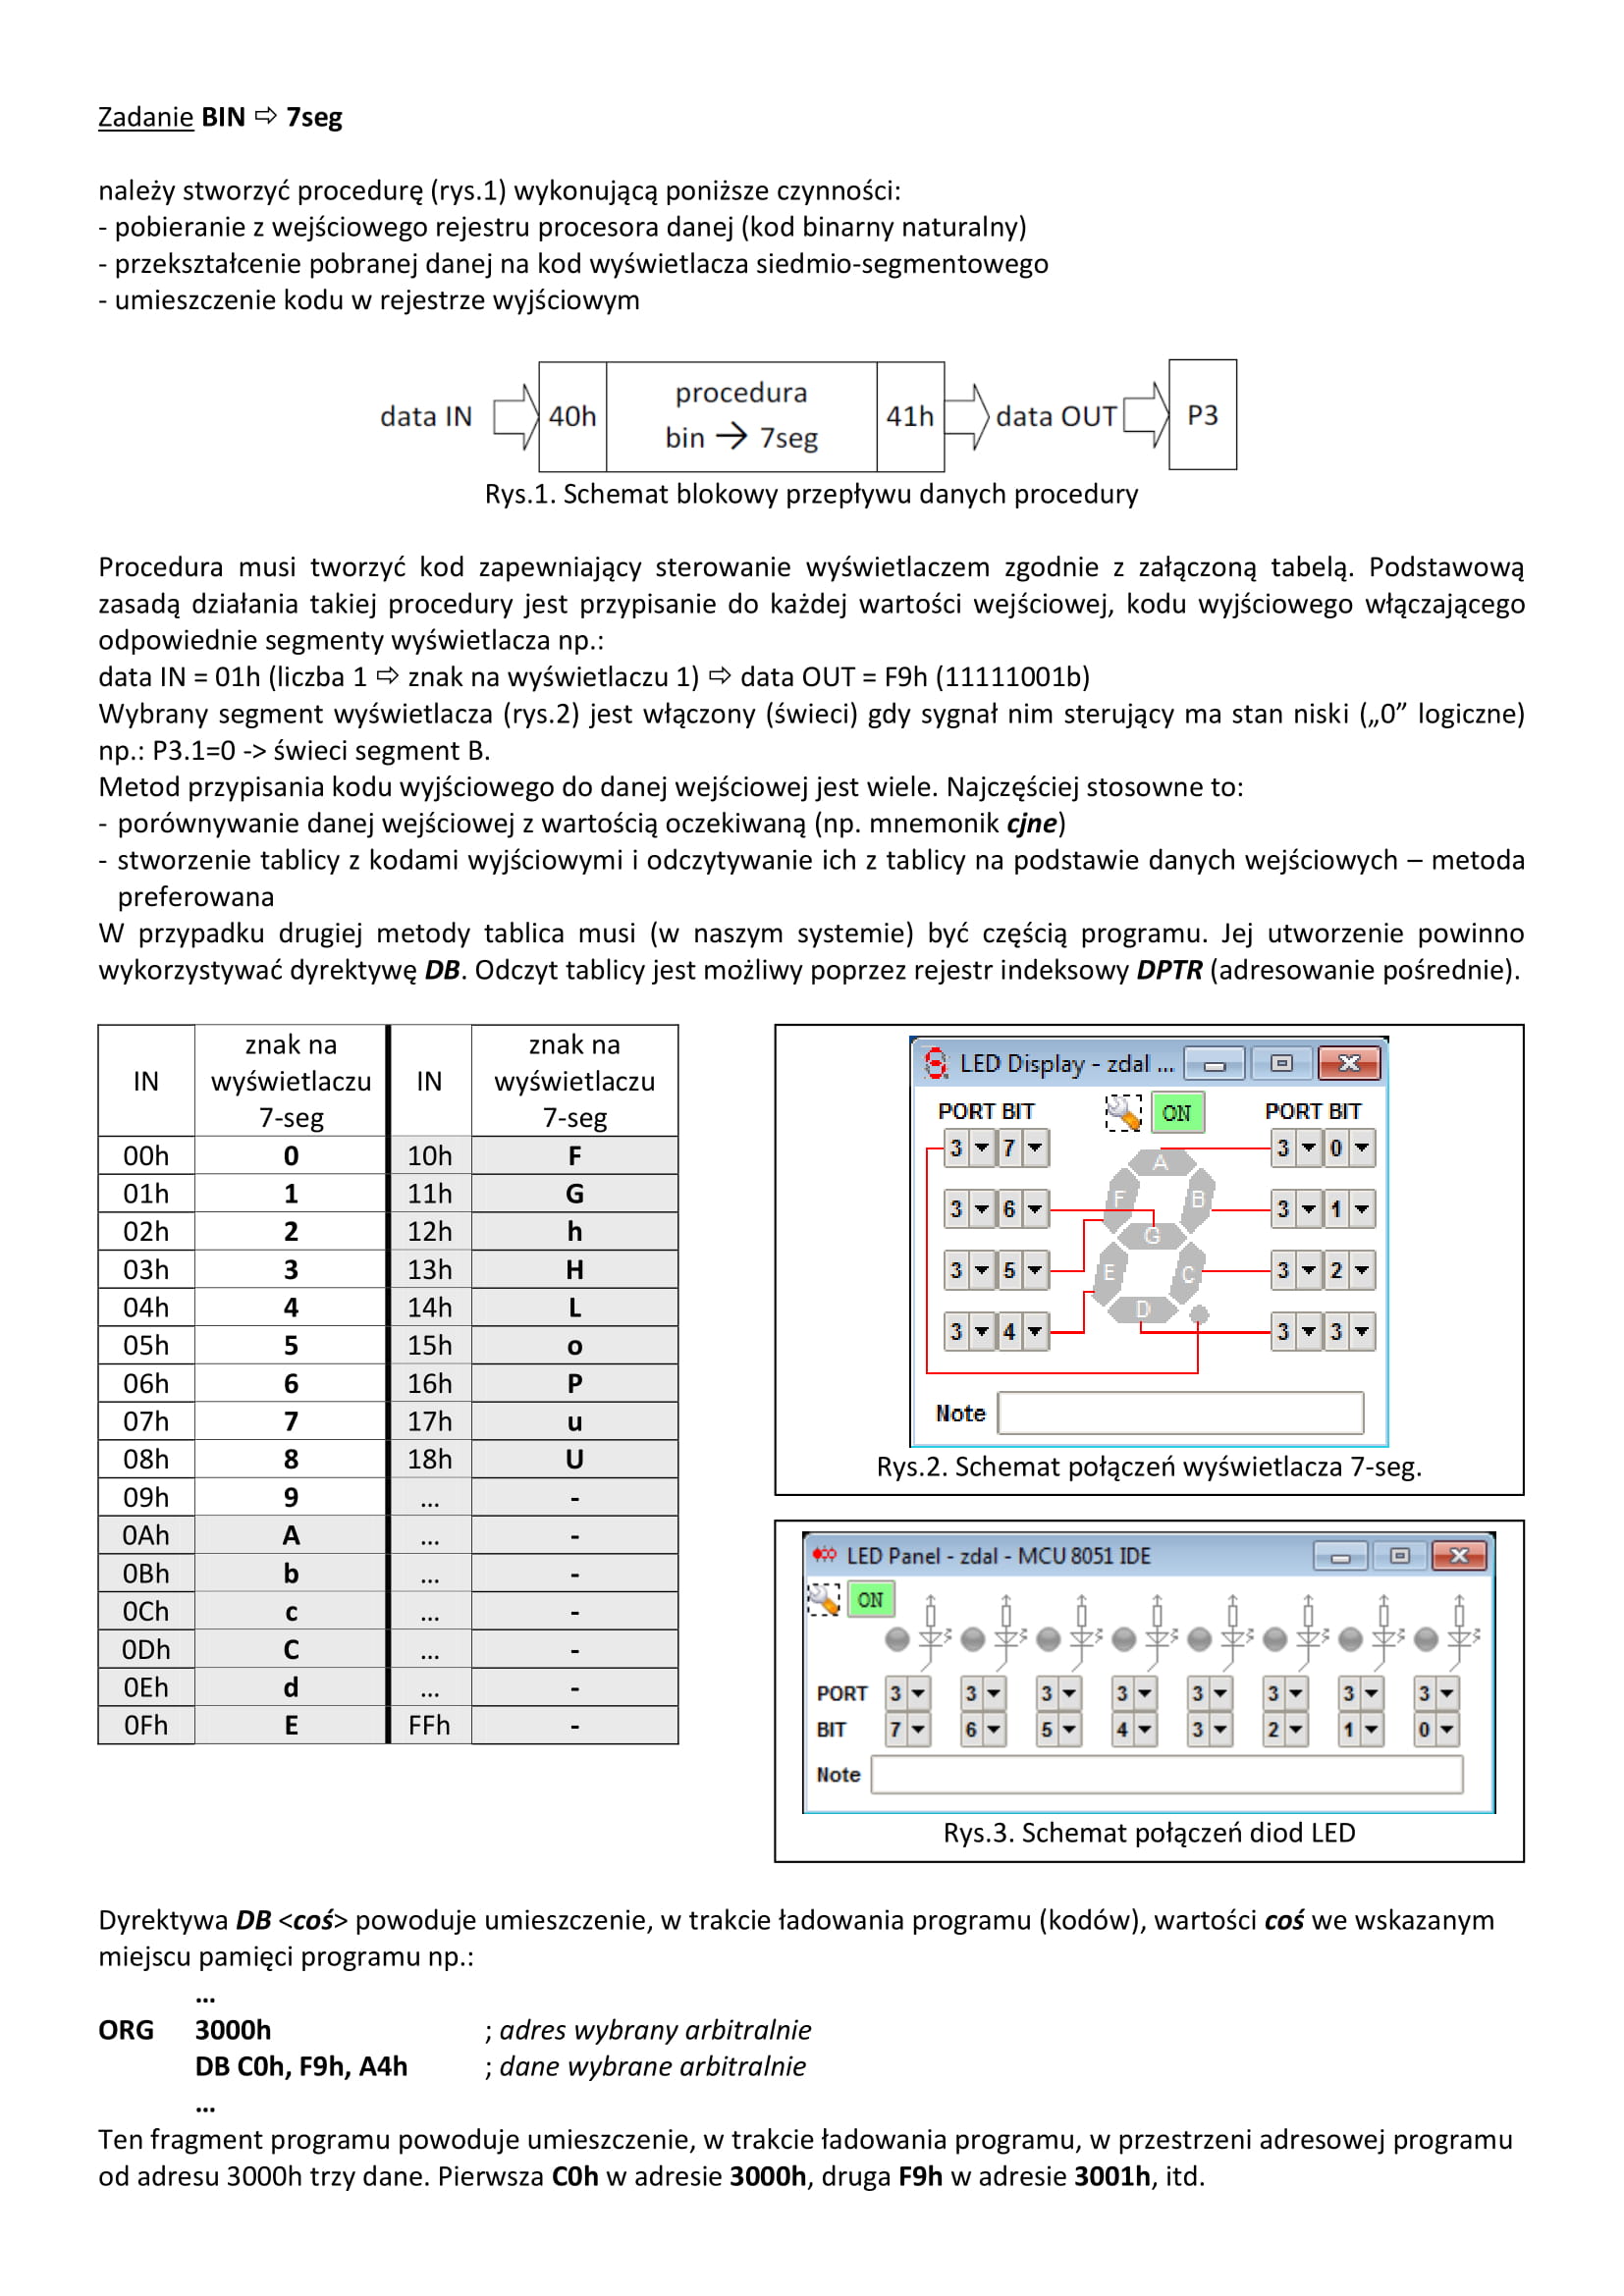 Zadanie BIN ⇨ 7seg
należy stworzyć procedurę (rys.1) wykonującą poniższe czynności:
- pobieranie z wejściowego rejestru procesora danej (kod binarny naturalny)
- przekształcenie pobranej danej na kod wyświetlacza siedmio-segmentowego
- umieszczenie kodu w rejestrze wyjściowym
data IN 40h procedura bin → 7seg 41h data OUT P3
Rys.1. Schemat blokowy przepływu danych procedury
Procedura musi tworzyć kod zapewniający sterowanie wyświetlaczem zgodnie z załączoną tabelą. Podstawową
zasadą działania takiej procedury jest przypisanie do każdej wartości wejściowej, kodu wyjściowego włączającego
odpowiednie segmenty wyświetlacza np.:
data IN = 01h (liczba 1 ⇨ znak na wyświetlaczu 1) ⇨ data OUT = F9h (11111001b)
Wybrany segment wyświetlacza (rys.2) jest włączony (świeci) gdy sygnał nim sterujący ma stan niski („0” logiczne)
np.: P3.1=0 -> świeci segment B.
Metod przypisania kodu wyjściowego do danej wejściowej jest wiele. Najczęściej stosowne to:
- porównywanie danej wejściowej z wartością oczekiwaną (np. mnemonik cjne)
- stworzenie tablicy z kodami wyjściowymi i odczytywanie ich z tablicy na podstawie danych wejściowych – metoda
preferowana
W przypadku drugiej metody tablica musi (w naszym systemie) być częścią programu. Jej utworzenie powinno
wykorzystywać dyrektywę DB. Odczyt tablicy jest możliwy poprzez rejestr indeksowy DPTR (adresowanie pośrednie).
IN znak na wyświetlaczu 7-seg IN znak na wyświetlaczu 7-seg
00h 0 10h F
01h 1 11h G
02h 2 12h h
03h 3 13h H
04h 4 14h L
05h 5 15h o
06h 6 16h P
07h 7 17h u
08h 8 18h U
09h 9 ... -
0Ah A ... -
0Bh b ... -
0Ch c ... -
0Dh C ... -
0Eh d ... -
0Fh E FFh -
LED Display - zdal ...
PORT BIT ON PORT BIT
3 7 A 3 0
3 6 F B 3 1
G
3 5 E C 3 2
3 4 D 3 3
Note
Rys.2. Schemat połączeń wyświetlacza 7-seg.
LED Panel - zdal - MCU 8051 IDE
ON
PORT 3 3 3 3 3 3 3 3
BIT 7 6 5 4 3 2 1 0
Note
Rys.3. Schemat połączeń diod LED
Dyrektywa DB <coś> powoduje umieszczenie, w trakcie ładowania programu (kodów), wartości coś we wskazanym
miejscu pamięci programu np.:
...
ORG 3000h ; adres wybrany arbitralnie
DB C0h, F9h, A4h ; dane wybrane arbitralnie
...
Ten fragment programu powoduje umieszczenie, w trakcie ładowania programu, w przestrzeni adresowej programu
od adresu 3000h trzy dane. Pierwsza C0h w adresie 3000h, druga F9h w adresie 3001h, itd.